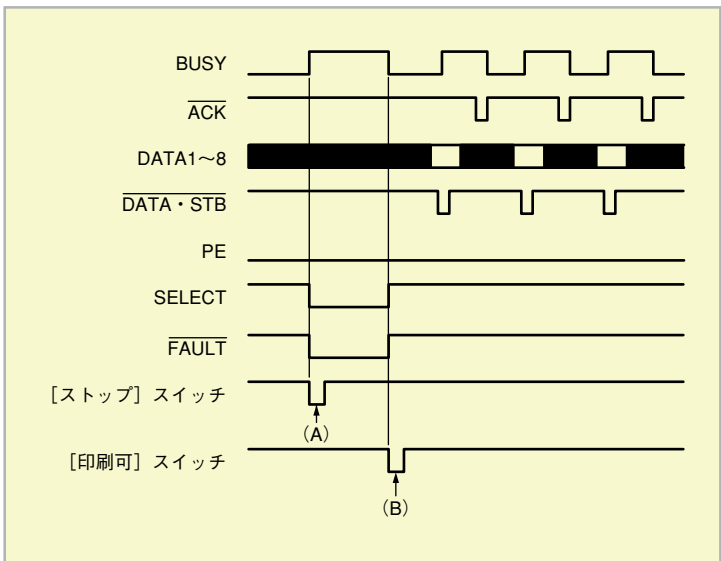 BUSY
ACK
DATA1～8
DATA・STB
PE
SELECT
FAULT
［ストップ］スイッチ
（A）
［印刷可］スイッチ
（B）